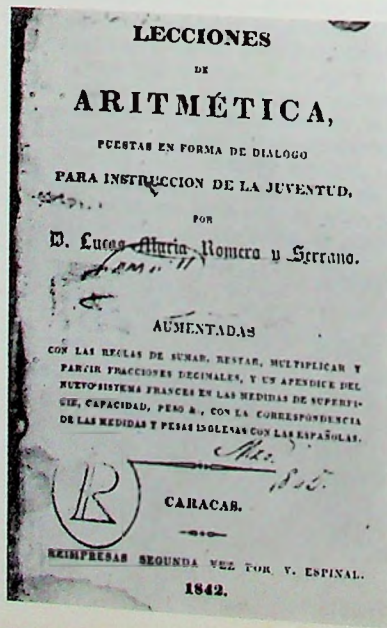 LECCIONES
DE
ARITMÉTICA,
PUESTAS EN FORMA DE DIALOGO
PARA INSTRUCCION DE LA JUVENTUD,
POR
D. Lucas Maria Romero y Serrano.
AUMENTADAS
CON LAS REGLAS DE SUMAR, RESTAR, MULTIPLICAR Y
PARTIR FRACCIONES DECIMALES, Y UN APENDICE DEL
NUEVO SISTEMA FRANCES EN LAS MEDIDAS DE SUPERFI-
CIE, CAPACIDAD, PESO &., CON LA CORRESPONDENCIA
DE LAS MEDIDAS Y PESAS INGLESAS CON LAS ESPAÑOLAS.
R
CARACAS.
REIMPRESAS SEGUNDA VEZ POR V. ESPINAL.
1842.